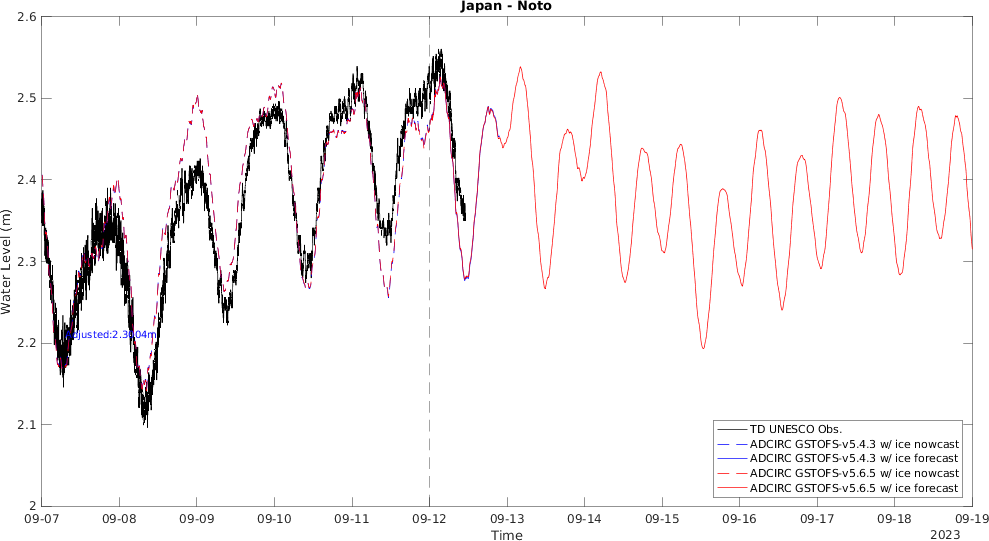 Japan - Noto
2.6
2.5
2.4
2.3
2.2
2.1
2
Water Level (m)
09-07
09-08
09-09
09-10
09-11
09-12
09-13
09-14
09-15
09-16
09-17
09-18
09-19
Time
2023
TD UNESCO Obs.
ADCIRC GSTOFS-v5.4.3 w/ ice nowcast
ADCIRC GSTOFS-v5.4.3 w/ ice forecast
ADCIRC GSTOFS-v5.6.5 w/ ice nowcast
ADCIRC GSTOFS-v5.6.5 w/ ice forecast